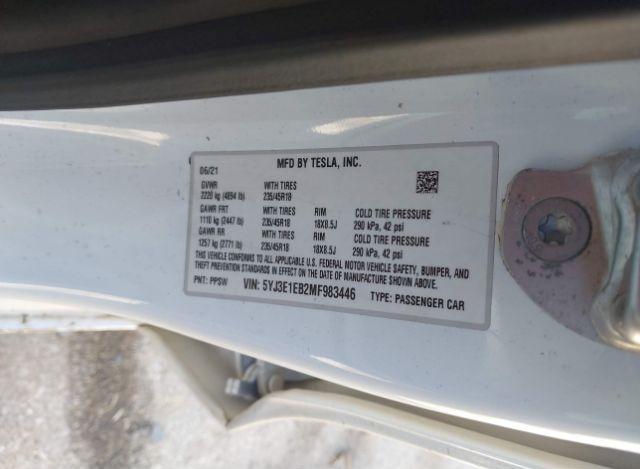 MFD BY TESLA, INC.
06/21
GVWR WITH TIRES
2220 kg (4894 lb) 235/45R18
GAWR FRT WITH TIRES RIM COLD TIRE PRESSURE
1110 kg (2447 lb) 235/45R18 18X8.5J 290 kPa, 42 psi
GAWR RR WITH TIRES RIM COLD TIRE PRESSURE
1257 kg (2771 lb) 235/45R18 18X8.5J 290 kPa, 42 psi
THIS VEHICLE CONFORMS TO ALL APPLICABLE U.S. FEDERAL MOTOR VEHICLE SAFETY, BUMPER, AND
THEFT PREVENTION STANDARDS IN EFFECT ON THE DATE OF MANUFACTURE SHOWN ABOVE.
PNT: PPSW VIN: 5YJ3E1EB2MF983446 TYPE: PASSENGER CAR